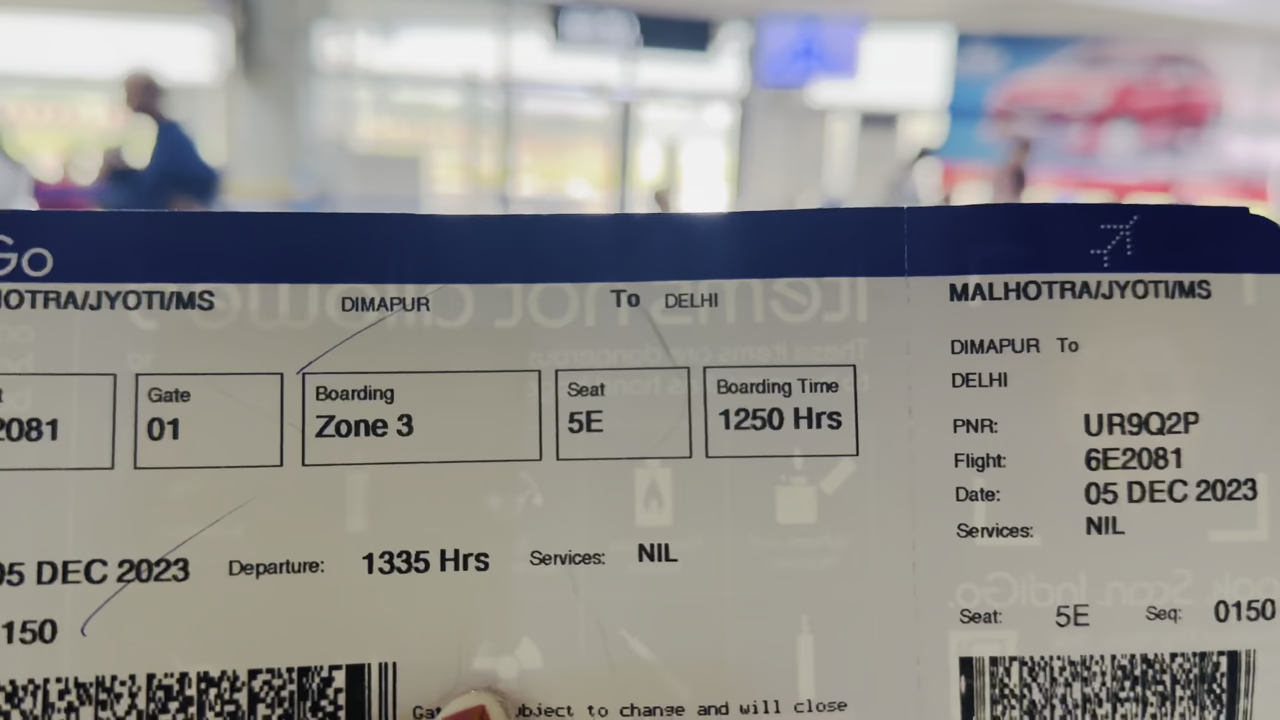 Go
HOTRA/JYOTI/MS DIMAPUR To DELHI
2081
Gate
01
Boarding
Zone 3
Seat
5E
Boarding Time
1250 Hrs
05 DEC 2023 Departure: 1335 Hrs Services: NIL
150
to change and will close
MALHOTRA/JYOTI/MS
DIMAPUR To
DELHI
PNR: UR9Q2P
Flight: 6E2081
Date: 05 DEC 2023
Services: NIL
Seat: 5E Seq: 0150